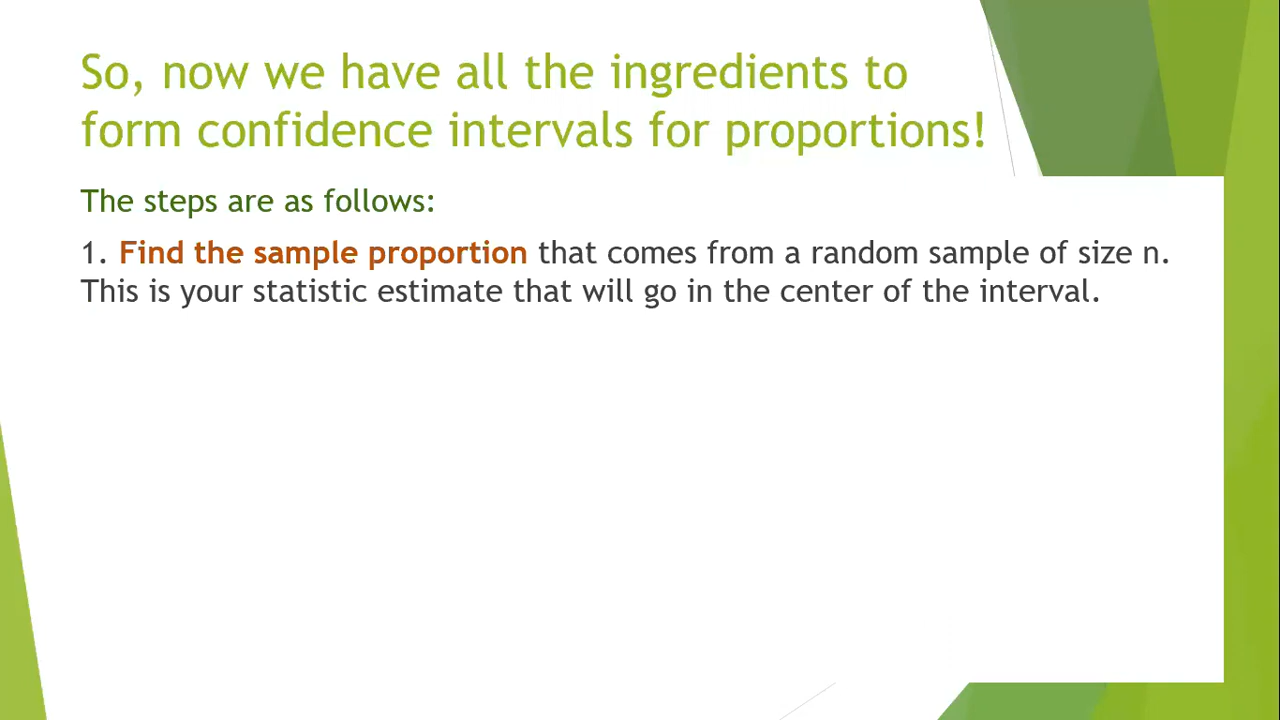 So, now we have all the ingredients to
form confidence intervals for proportions!
The steps are as follows:
1. Find the sample proportion that comes from a random sample of size n.
This is your statistic estimate that will go in the center of the interval.